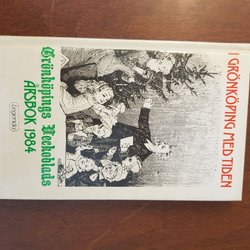 I GRÖNKÖPING MED TIDEN
Grönköpings Veckoblads
ÅRSBOK 1984